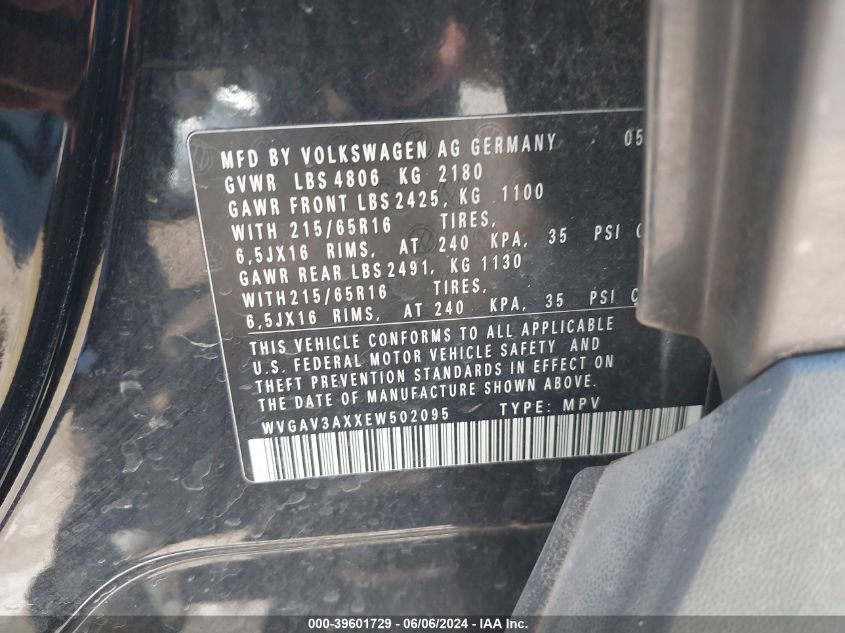 MFD BY VOLKSWAGEN AG GERMANY 05
GVWR LBS 4806 KG 2180
GAWR FRONT LBS 2425, KG 1100
WITH 215/65R16 TIRES,
6,5JX16 RIMS, AT 240 KPA, 35 PSI C
GAWR REAR LBS 2491, KG 1130
WITH 215/65R16 TIRES,
6,5JX16 RIMS, AT 240 KPA, 35 PSI C
THIS VEHICLE CONFORMS TO ALL APPLICABLE
U.S. FEDERAL MOTOR VEHICLE SAFETY AND
THEFT PREVENTION STANDARDS IN EFFECT ON
THE DATE OF MANUFACTURE SHOWN ABOVE.
WVGAV3AXXEW502095 TYPE: MPV
000-39601729 - 06/06/2024 - IAA Inc.